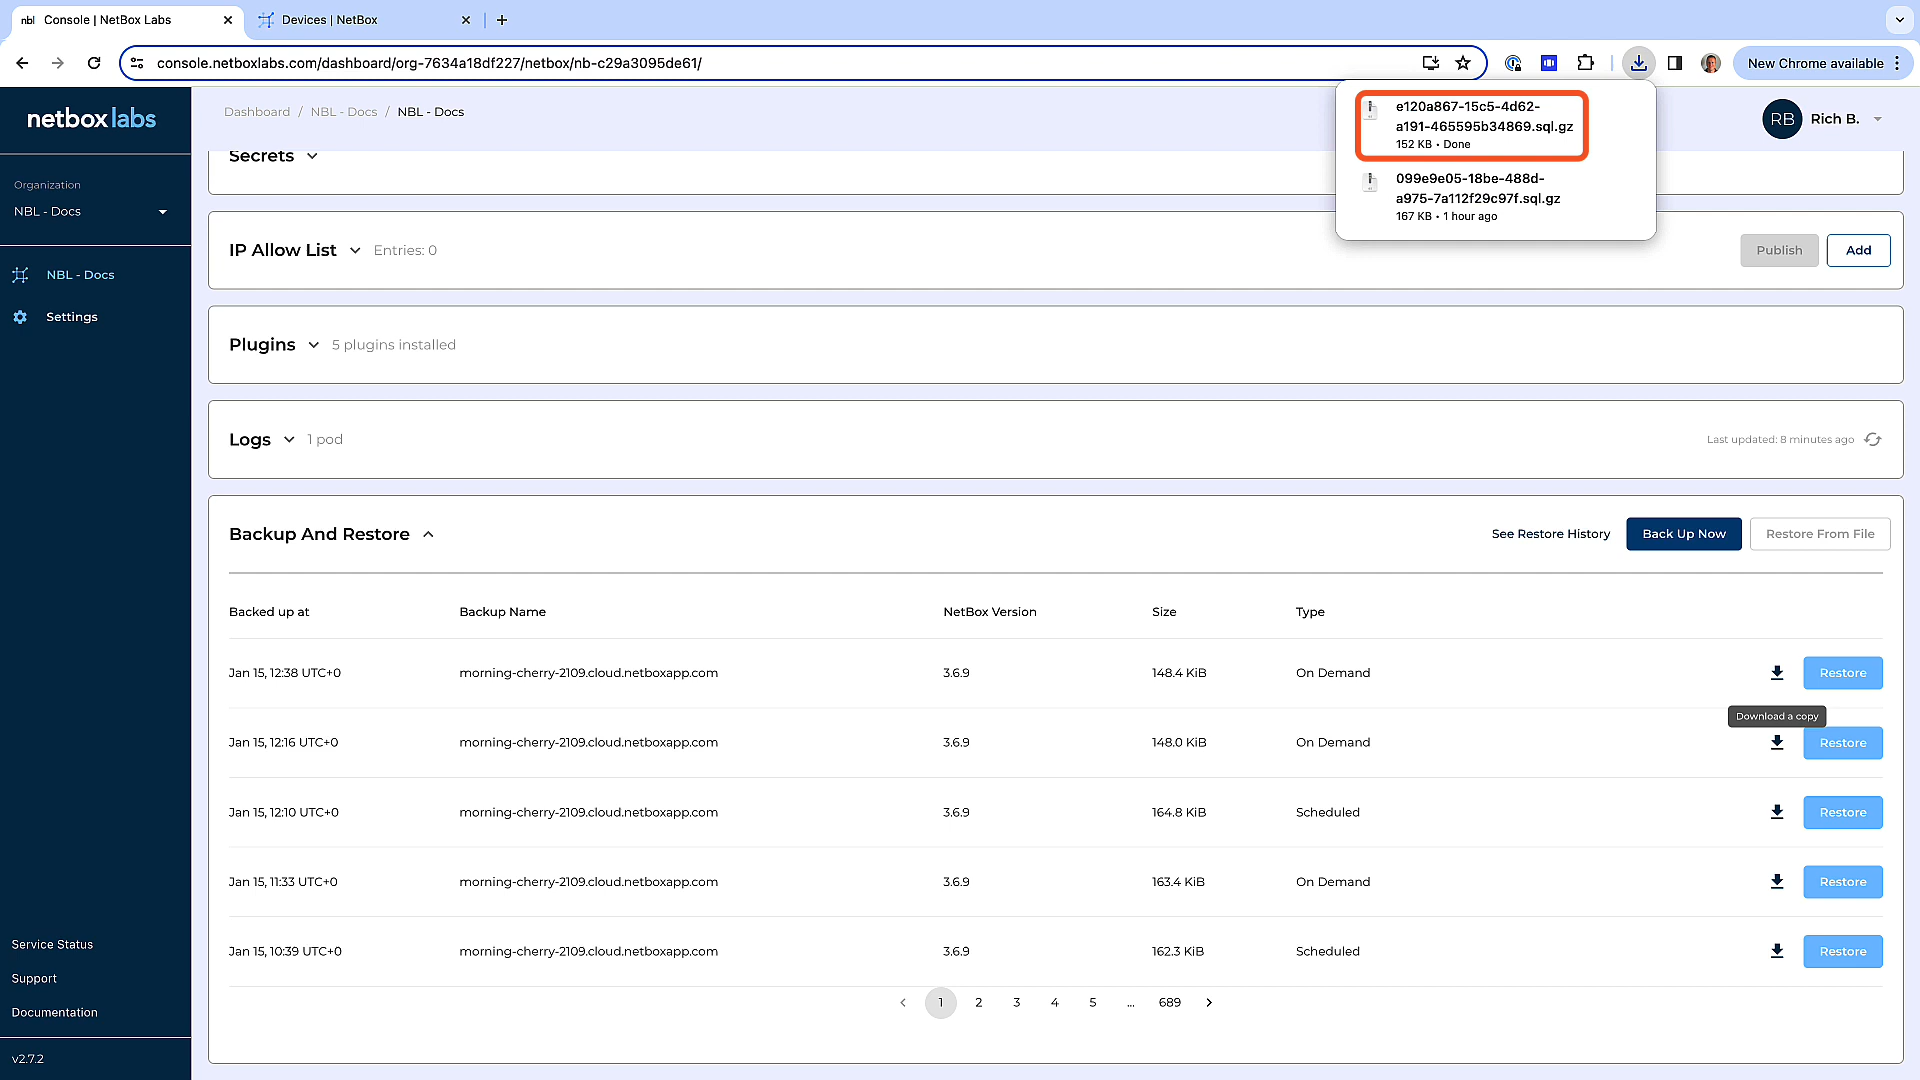 nbl Console | NetBox Labs
Devices | NetBox
console.netboxlabs.com/dashboard/org-7634a18df227/netbox/nb-c29a3095de61/
New Chrome available
e120a867-15c5-4d62-
a191-465595b34869.sql.gz
152 KB • Done
099e9e05-18be-488d-
a975-7a112f29c97f.sql.gz
167 KB • 1 hour ago
netboxlabs
Organization
NBL - Docs
NBL - Docs
Settings
Service Status
Support
Documentation
v2.7.2
Dashboard / NBL - Docs / NBL - Docs
RB Rich B.
Secrets
IP Allow List Entries: 0
Publish Add
Plugins 5 plugins installed
Logs 1 pod
Last updated: 8 minutes ago
Backup And Restore
See Restore History Back Up Now Restore From File
Backed up at Backup Name NetBox Version Size Type
Jan 15, 12:38 UTC+0 morning-cherry-2109.cloud.netboxapp.com 3.6.9 148.4 KiB On Demand Restore
Download a copy
Jan 15, 12:16 UTC+0 morning-cherry-2109.cloud.netboxapp.com 3.6.9 148.0 KiB On Demand Restore
Jan 15, 12:10 UTC+0 morning-cherry-2109.cloud.netboxapp.com 3.6.9 164.8 KiB Scheduled Restore
Jan 15, 11:33 UTC+0 morning-cherry-2109.cloud.netboxapp.com 3.6.9 163.4 KiB On Demand Restore
Jan 15, 10:39 UTC+0 morning-cherry-2109.cloud.netboxapp.com 3.6.9 162.3 KiB Scheduled Restore
1 2 3 4 5 ... 689